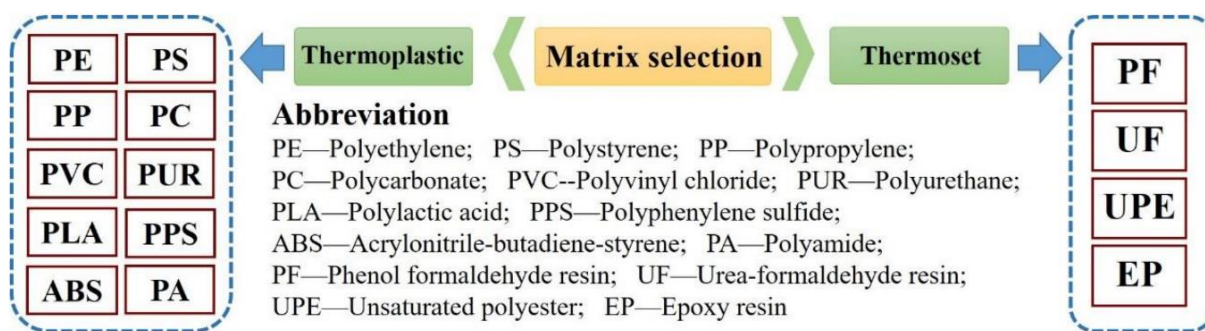 Thermoplastic
Matrix selection
Thermoset
PE PS
PP PC
PVC PUR
PLA PPS
ABS PA
Abbreviation
PE—Polyethylene; PS—Polystyrene; PP—Polypropylene;
PC—Polycarbonate; PVC--Polyvinyl chloride; PUR—Polyurethane;
PLA—Polylactic acid; PPS—Polyphenylene sulfide;
ABS—Acrylonitrile-butadiene-styrene; PA—Polyamide;
PF—Phenol formaldehyde resin; UF—Urea-formaldehyde resin;
UPE—Unsaturated polyester; EP—Epoxy resin
PF
UF
UPE
EP